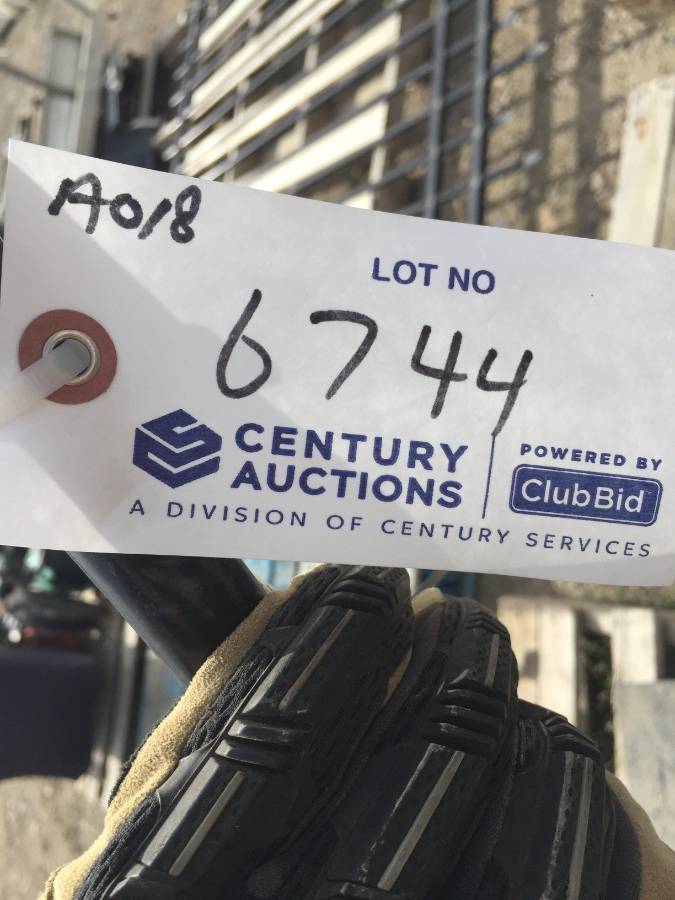 A018
LOT NO
6744
CENTURY
AUCTIONS
A DIVISION OF CENTURY SERVICES
POWERED BY
ClubBid